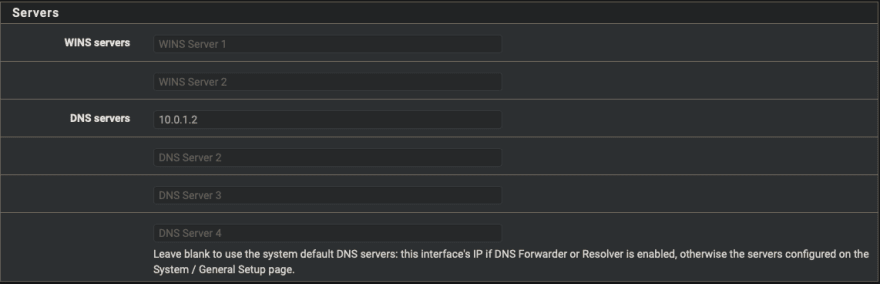 Servers
WINS servers WINS Server 1
WINS Server 2
DNS servers 10.0.1.2
DNS Server 2
DNS Server 3
DNS Server 4
Leave blank to use the system default DNS servers: this interface's IP if DNS Forwarder or Resolver is enabled, otherwise the servers configured on the
System / General Setup page.